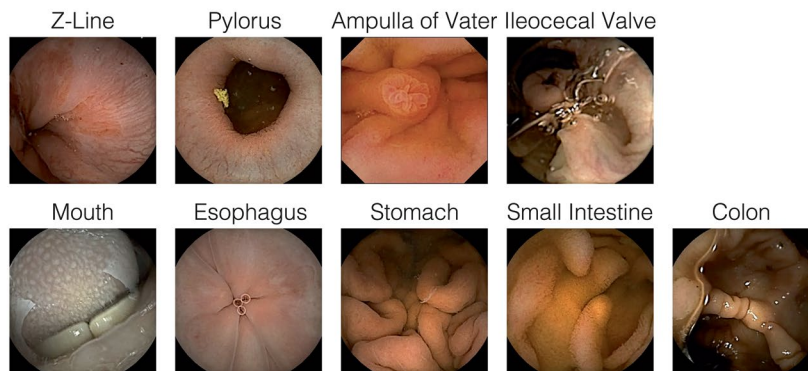 Z-Line Pylorus Ampulla of Vater Ileocecal Valve
Mouth Esophagus Stomach Small Intestine Colon